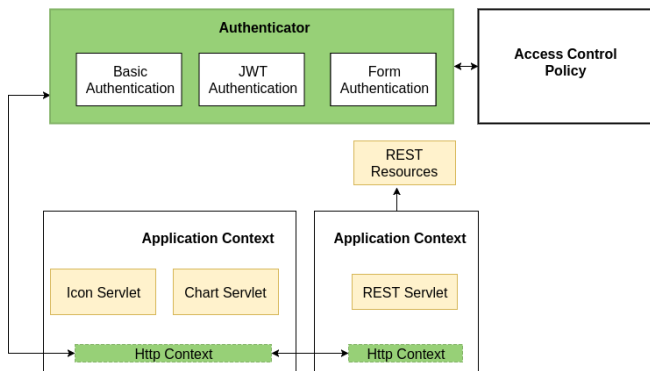 Authenticator
Basic
Authentication
JWT
Authentication
Form
Authentication
Access Control
Policy
REST
Resources
Application Context
Icon Servlet
Chart Servlet
Http Context
Application Context
REST Servlet
Http Context